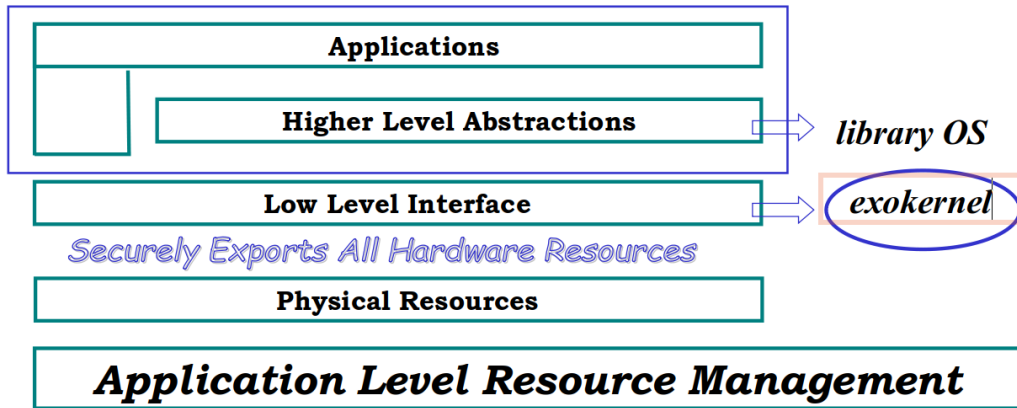 Applications
Higher Level Abstractions
library OS
Low Level Interface
exokernel
Securely Exports All Hardware Resources
Physical Resources
Application Level Resource Management